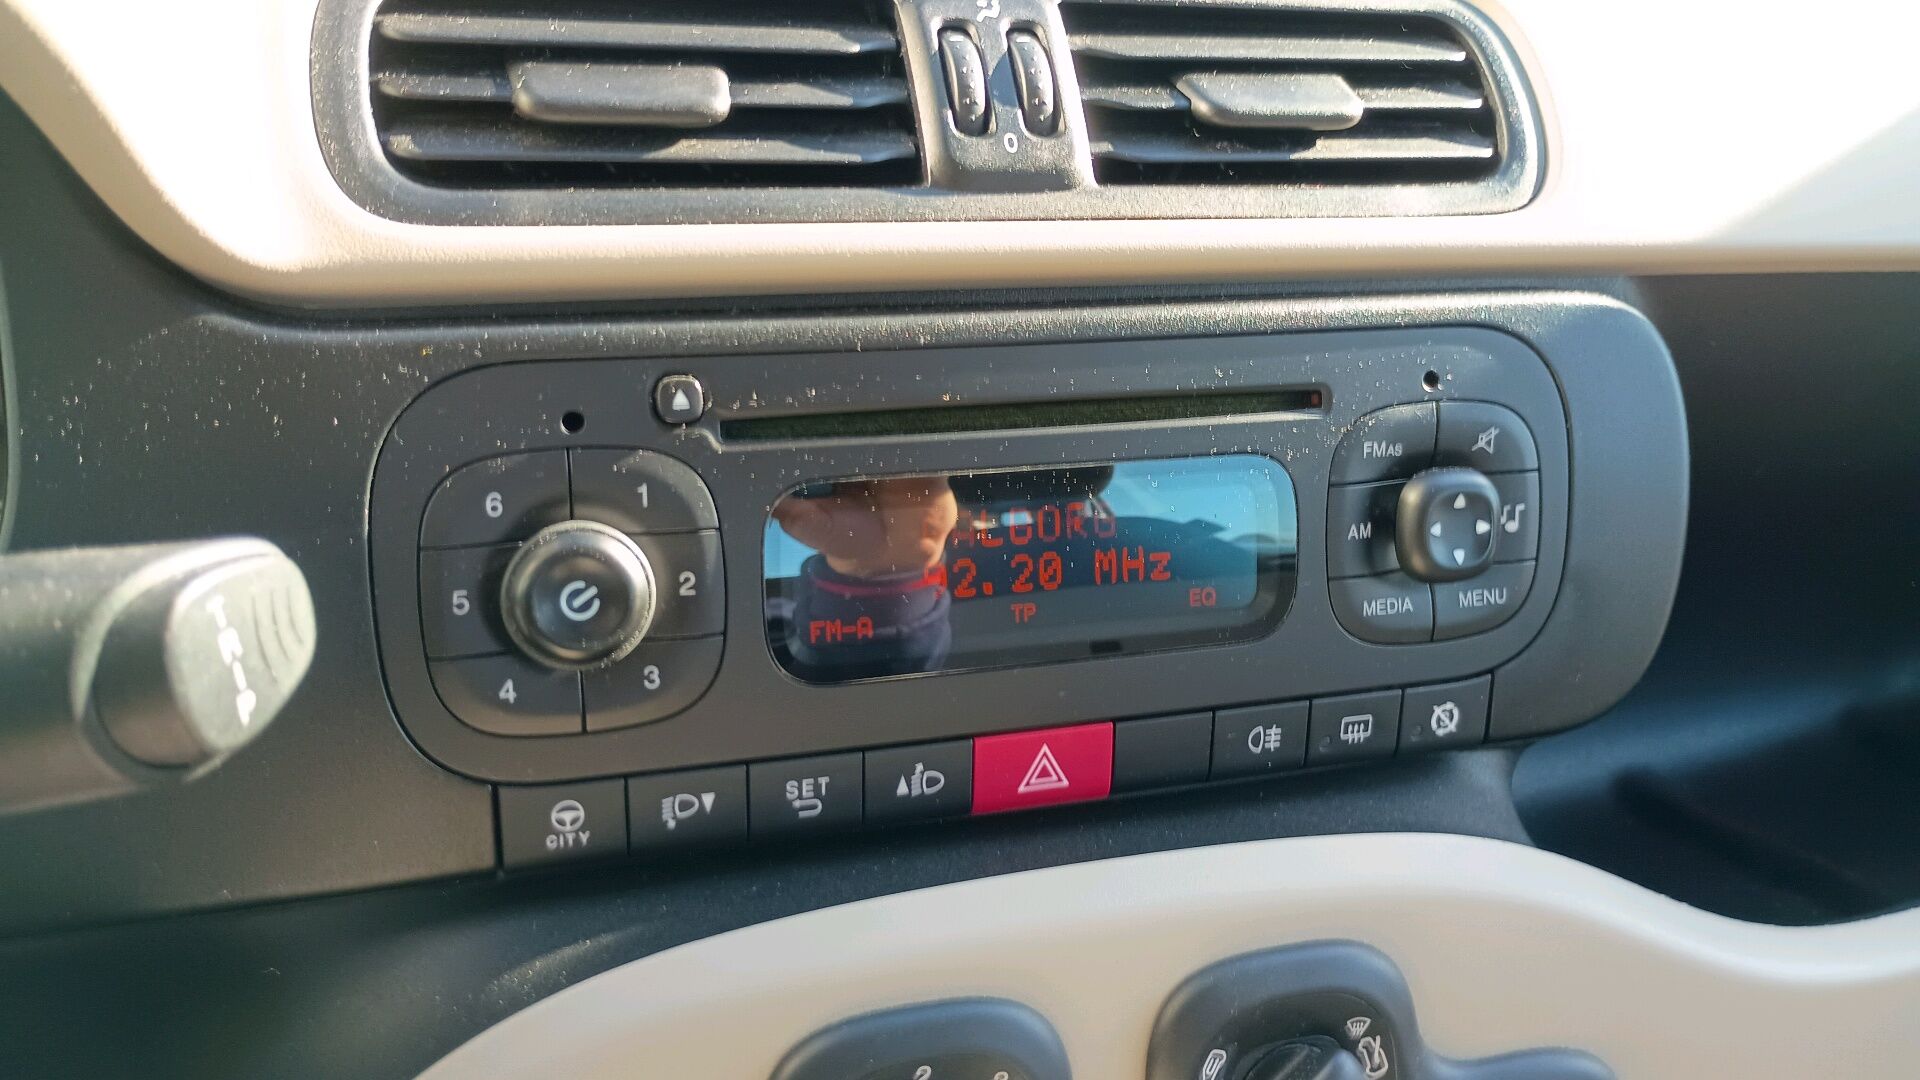 0
6
1
5
2
4
3
92.20 MHz
TP
EQ
FM-A
FMAS
AM
MEDIA
MENU
TRIP
CITY
SET